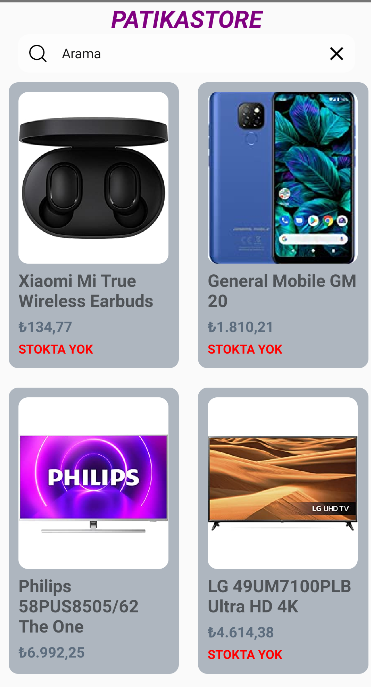 PATIKASTORE
Arama
Xiaomi Mi True
Wireless Earbuds
₺134,77
STOKTA YOK
General Mobile GM
20
₺1.810,21
STOKTA YOK
PHILIPS
Philips
58PUS8505/62
The One
₺6.992,25
LG UHD TV
LG 49UM7100PLB
Ultra HD 4K
₺4.614,38
STOKTA YOK